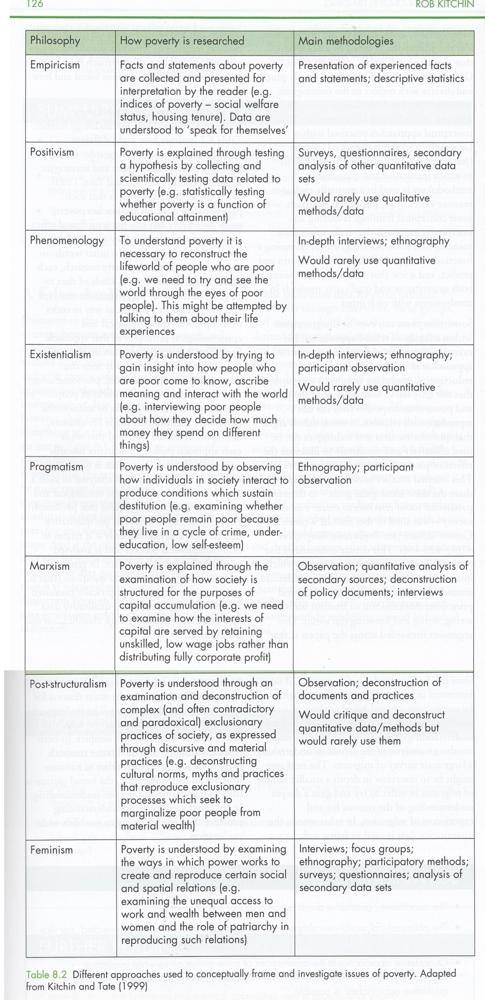 126
ROB KITCHIN
Philosophy
How poverty is researched
Main methodologies
Empiricism
Facts and statements about poverty
are collected and presented for
interpretation by the reader (e.g.
indices of poverty – social welfare
status, housing tenure). Data are
understood to ‘speak for themselves’
Presentation of experienced facts
and statements; descriptive statistics
Positivism
Poverty is explained through testing
a hypothesis by collecting and
scientifically testing data related to
poverty (e.g. statistically testing
whether poverty is a function of
educational attainment)
Surveys, questionnaires, secondary
analysis of other quantitative data
sets
Would rarely use qualitative
methods/data
Phenomenology
To understand poverty it is
necessary to reconstruct the
lifeworld of people who are poor
(e.g. we need to try and see the
world through the eyes of poor
people). This might be attempted by
talking to them about their life
experiences
In-depth interviews; ethnography
Would rarely use quantitative
methods/data
Existentialism
Poverty is understood by trying to
gain insight into how people who
are poor come to know, ascribe
meaning and interact with the world
(e.g. interviewing poor people
about how they decide how much
money they spend on different
things)
In-depth interviews; ethnography;
participant observation
Would rarely use quantitative
methods/data
Pragmatism
Poverty is understood by observing
how individuals in society interact to
produce conditions which sustain
destitution (e.g. examining whether
poor people remain poor because
they live in a cycle of crime, under-
education, low self-esteem)
Ethnography; participant
observation
Marxism
Poverty is explained through the
examination of how society is
structured for the purposes of
capital accumulation (e.g. we need
to examine how the interests of
capital are served by retaining
unskilled, low wage jobs rather than
distributing fully corporate profit)
Observation; quantitative analysis of
secondary sources; deconstruction
of policy documents; interviews
Post-structuralism
Poverty is understood through an
examination and deconstruction of
complex (and often contradictory
and paradoxical) exclusionary
practices of society, as expressed
through discursive and material
practices (e.g. deconstructing
cultural norms, myths and practices
that reproduce exclusionary
processes which seek to
marginalize poor people from
material wealth)
Observation; deconstruction of
documents and practices
Would critique and deconstruct
quantitative data/methods but
would rarely use them
Feminism
Poverty is understood by examining
the ways in which power works to
create and reproduce certain social
and spatial relations (e.g.
examining the unequal access to
work and wealth between men and
women and the role of patriarchy in
reproducing such relations)
Interviews; focus groups;
ethnography; participatory methods;
surveys; questionnaires; analysis of
secondary data sets
Table 8.2 Different approaches used to conceptually frame and investigate issues of poverty. Adapted
from Kitchin and Tate (1999)